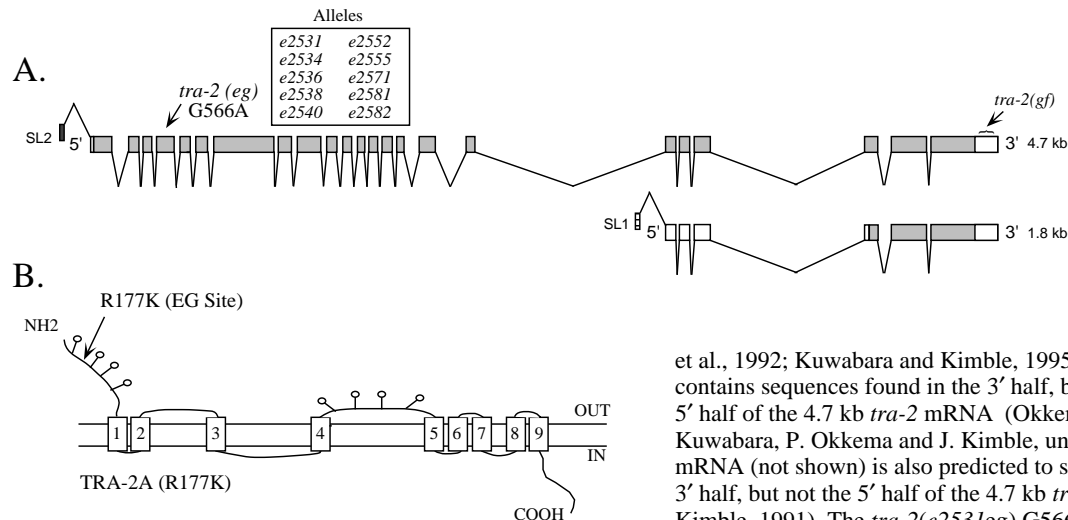 Alleles
e2531 e2552
e2534 e2555
e2536 e2571
e2538 e2581
e2540 e2582
A.
tra-2 (eg)
G566A
tra-2(gf)
SL2
5'
3' 4.7 kb
SL1
5'
3' 1.8 kb
B.
R177K (EG Site)
NH2
OUT
1 2 3 4 5 6 7 8 9
IN
TRA-2A (R177K)
COOH
et al., 1992; Kuwabara and Kimble, 1995
contains sequences found in the 3′ half, b
5′ half of the 4.7 kb tra-2 mRNA (Okker
Kuwabara, P. Okkema and J. Kimble, un
mRNA (not shown) is also predicted to s
3′ half, but not the 5′ half of the 4.7 kb tr